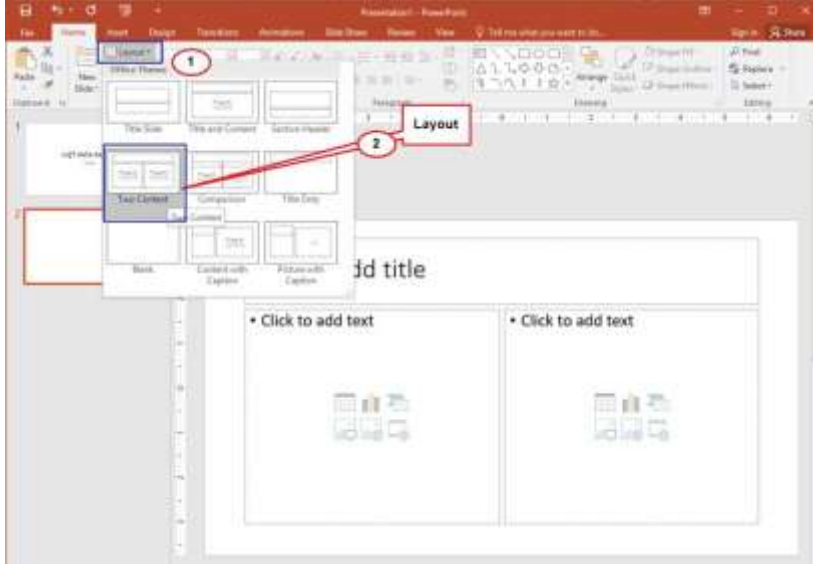 Presentation1 - PowerPoint
File Home Insert Design Transitions Animations Slide Show Review View Tell me what you want to do... Sign in Share
Layout
1
Office Theme
Paste
New
Slide
Arrange
Quick
Styles
Shape Fill
Shape Outline
Shape Effects
Find
Replace
Select
Clipboard
Paragraph
Drawing
Editing
Title Slide
Title and Content
Section Header
Layout
2
Two Content
Comparison
Title Only
Content
Blank
Content with
Caption
Picture with
Caption
1
2
dd title
• Click to add text
• Click to add text